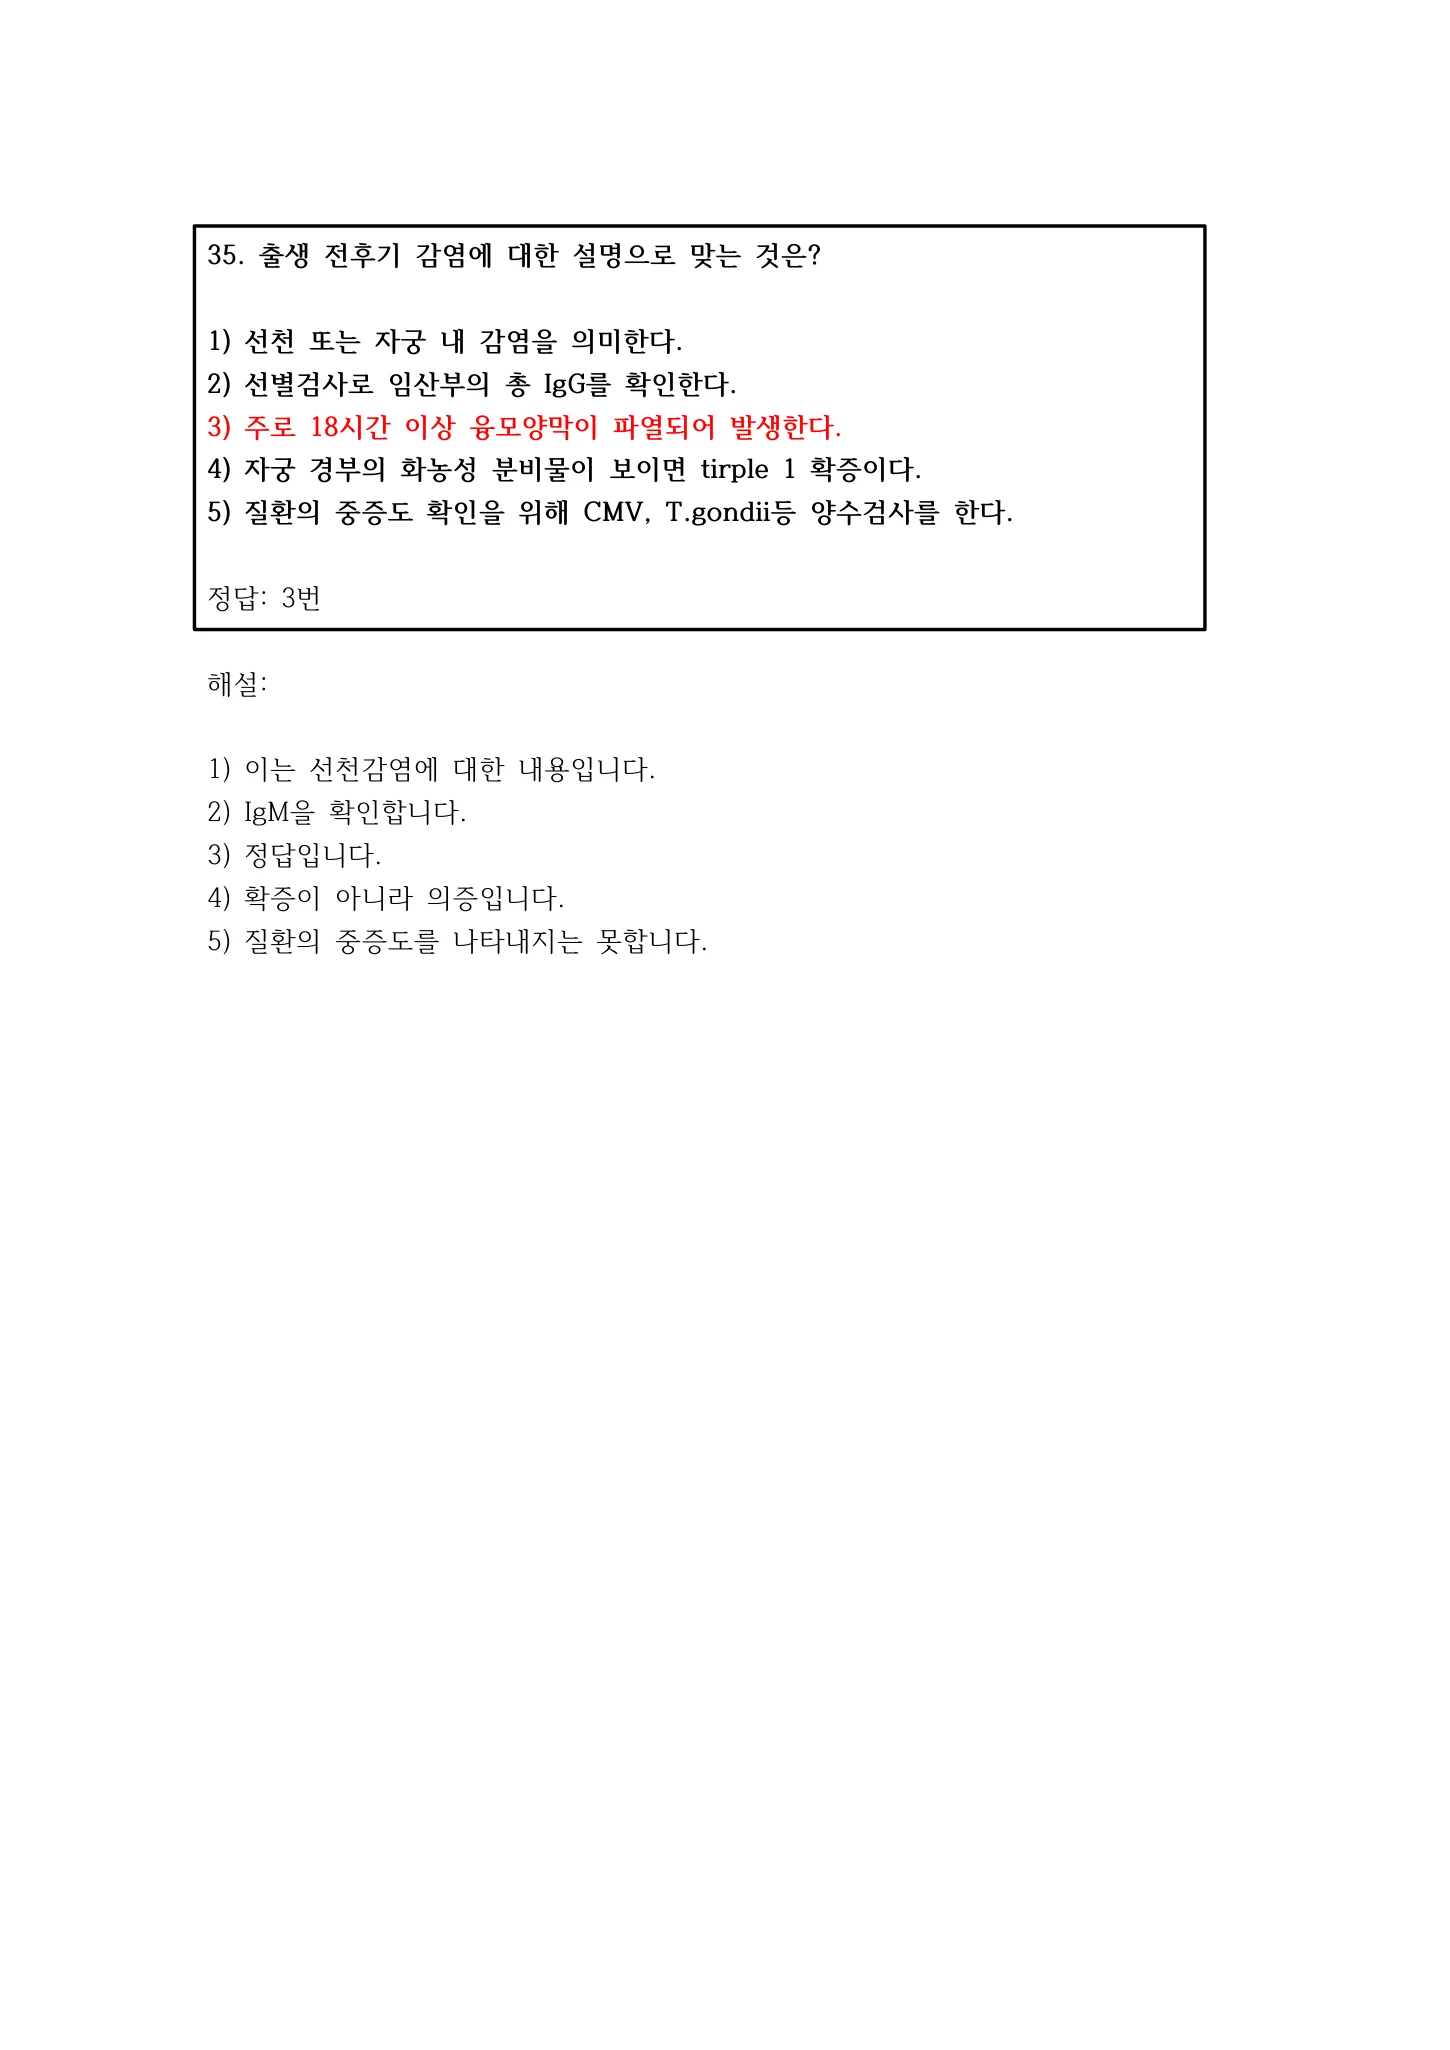 35. 출생 전후기 감염에 대한 설명으로 맞는 것은?
1) 선천 또는 자궁 내 감염을 의미한다.
2) 선별검사로 임산부의 총 IgG를 확인한다.
3) 주로 18시간 이상 융모양막이 파열되어 발생한다.
4) 자궁 경부의 화농성 분비물이 보이면 tirple 1 확증이다.
5) 질환의 중증도 확인을 위해 CMV, T.gondii등 양수검사를 한다.
정답: 3번
해설:
1) 이는 선천감염에 대한 내용입니다.
2) IgM을 확인합니다.
3) 정답입니다.
4) 확증이 아니라 의증입니다.
5) 질환의 중증도를 나타내지는 못합니다.